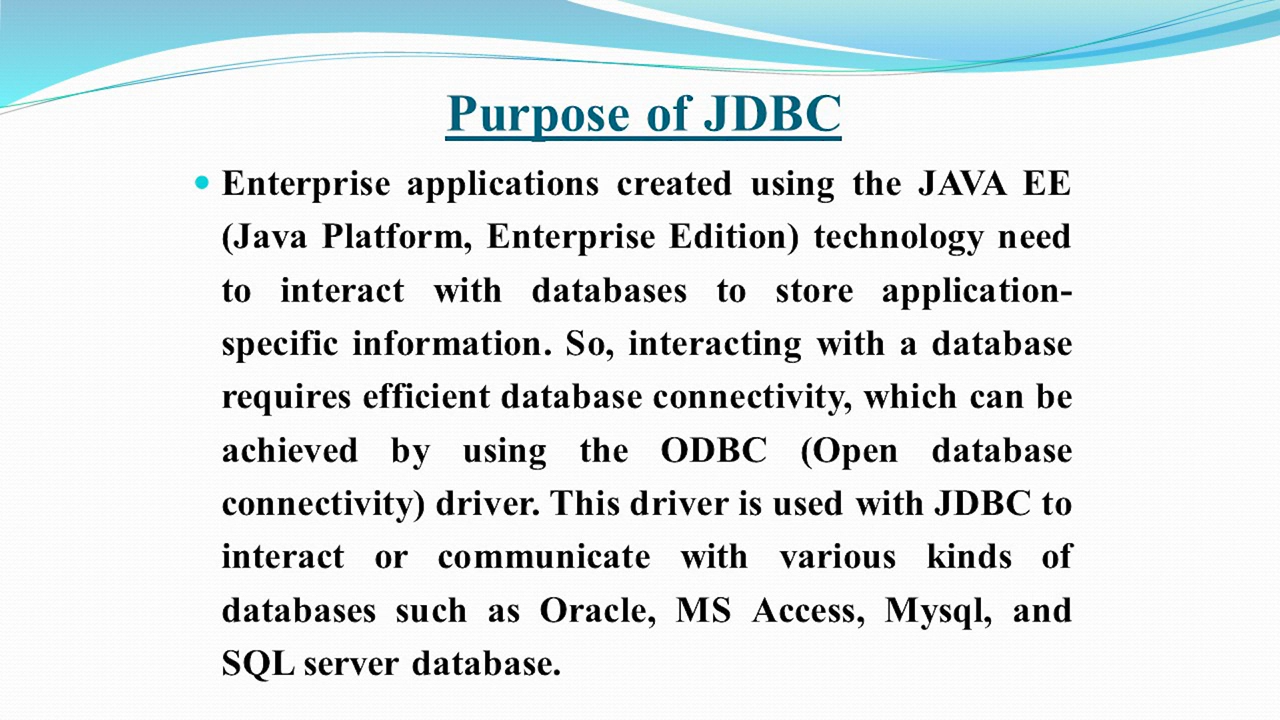 Purpose of JDBC
• Enterprise applications created using the JAVA EE
(Java Platform, Enterprise Edition) technology need
to interact with databases to store application-
specific information. So, interacting with a database
requires efficient database connectivity, which can be
achieved by using the ODBC (Open database
connectivity) driver. This driver is used with JDBC to
interact or communicate with various kinds of
databases such as Oracle, MS Access, Mysql, and
SQL server database.